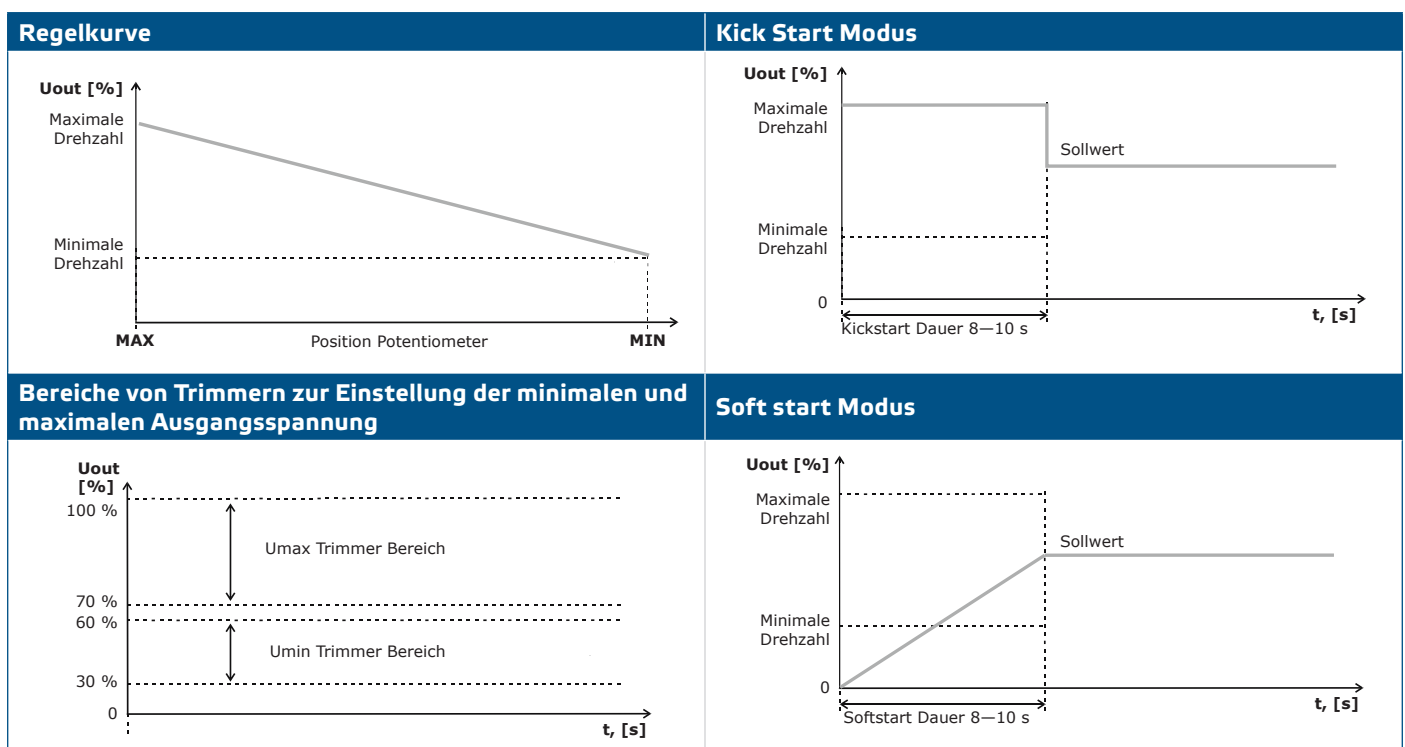 Regelkurve
Uout [%]
Maximale
Drehzahl
Minimale
Drehzahl
MAX
Position Potentiometer
MIN
Kick Start Modus
Uout [%]
Maximale
Drehzahl
Sollwert
Minimale
Drehzahl
0
t, [s]
Kickstart Dauer 8—10 s
Bereiche von Trimmern zur Einstellung der minimalen und
maximalen Ausgangsspannung
Uout
[%]
100 %
Umax Trimmer Bereich
70 %
60 %
Umin Trimmer Bereich
30 %
0
t, [s]
Soft start Modus
Uout [%]
Maximale
Drehzahl
Sollwert
Minimale
Drehzahl
0
t, [s]
Softstart Dauer 8—10 s